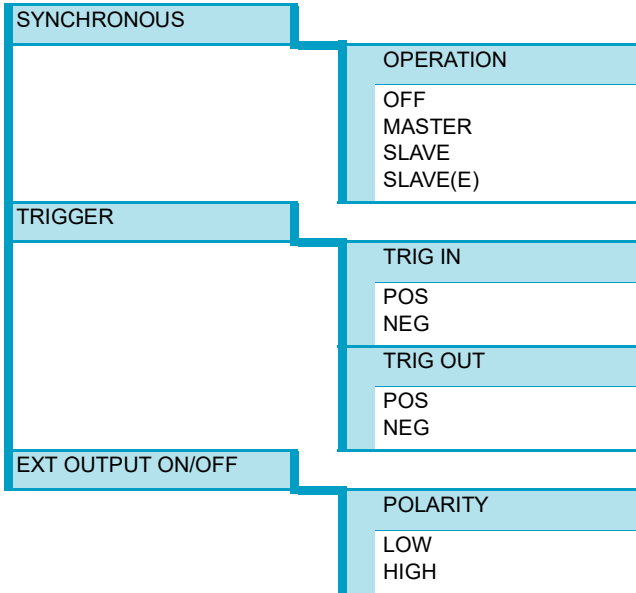 SYNCHRONOUS
OPERATION
OFF
MASTER
SLAVE
SLAVE(E)
TRIGGER
TRIG IN
POS
NEG
TRIG OUT
POS
NEG
EXT OUTPUT ON/OFF
POLARITY
LOW
HIGH